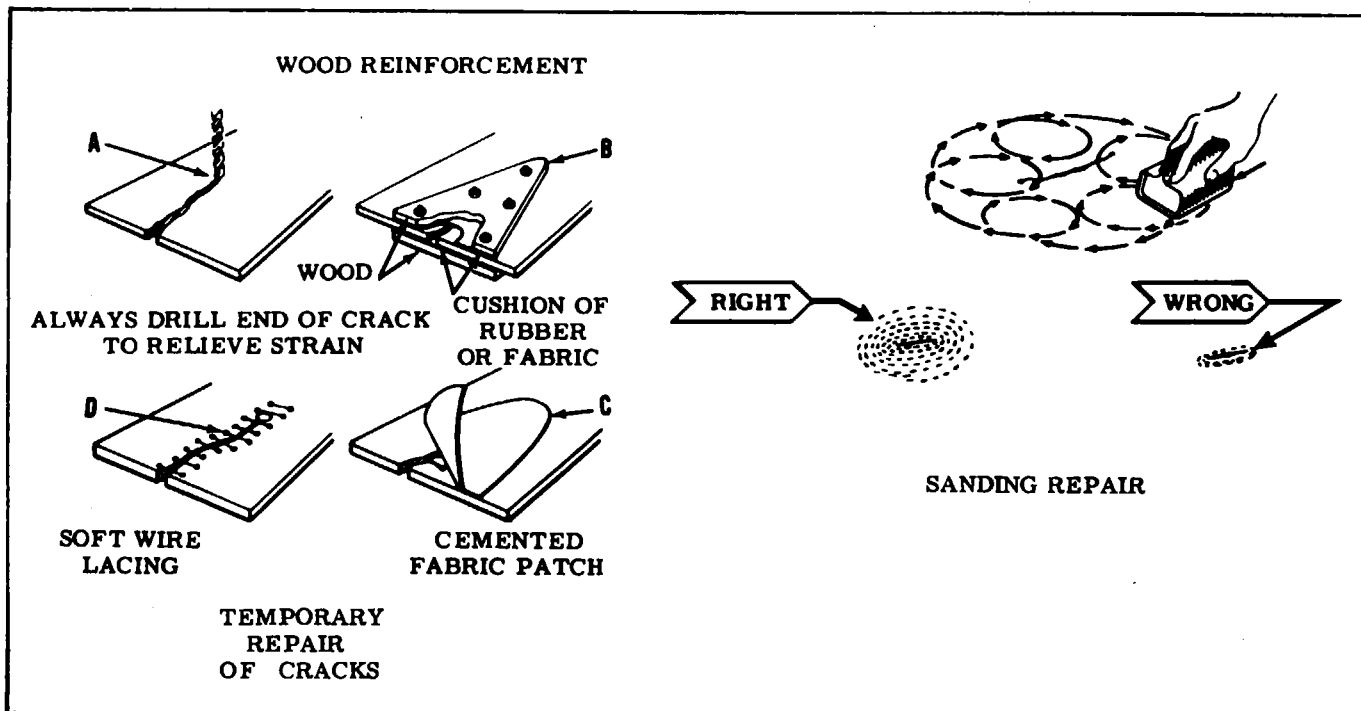 WOOD REINFORCEMENT
A
B
WOOD
CUSHION OF
RUBBER
OR FABRIC
ALWAYS DRILL END OF CRACK
TO RELIEVE STRAIN
D
C
SOFT WIRE
LACING
CEMENTED
FABRIC PATCH
TEMPORARY
REPAIR
OF CRACKS
RIGHT
WRONG
SANDING REPAIR